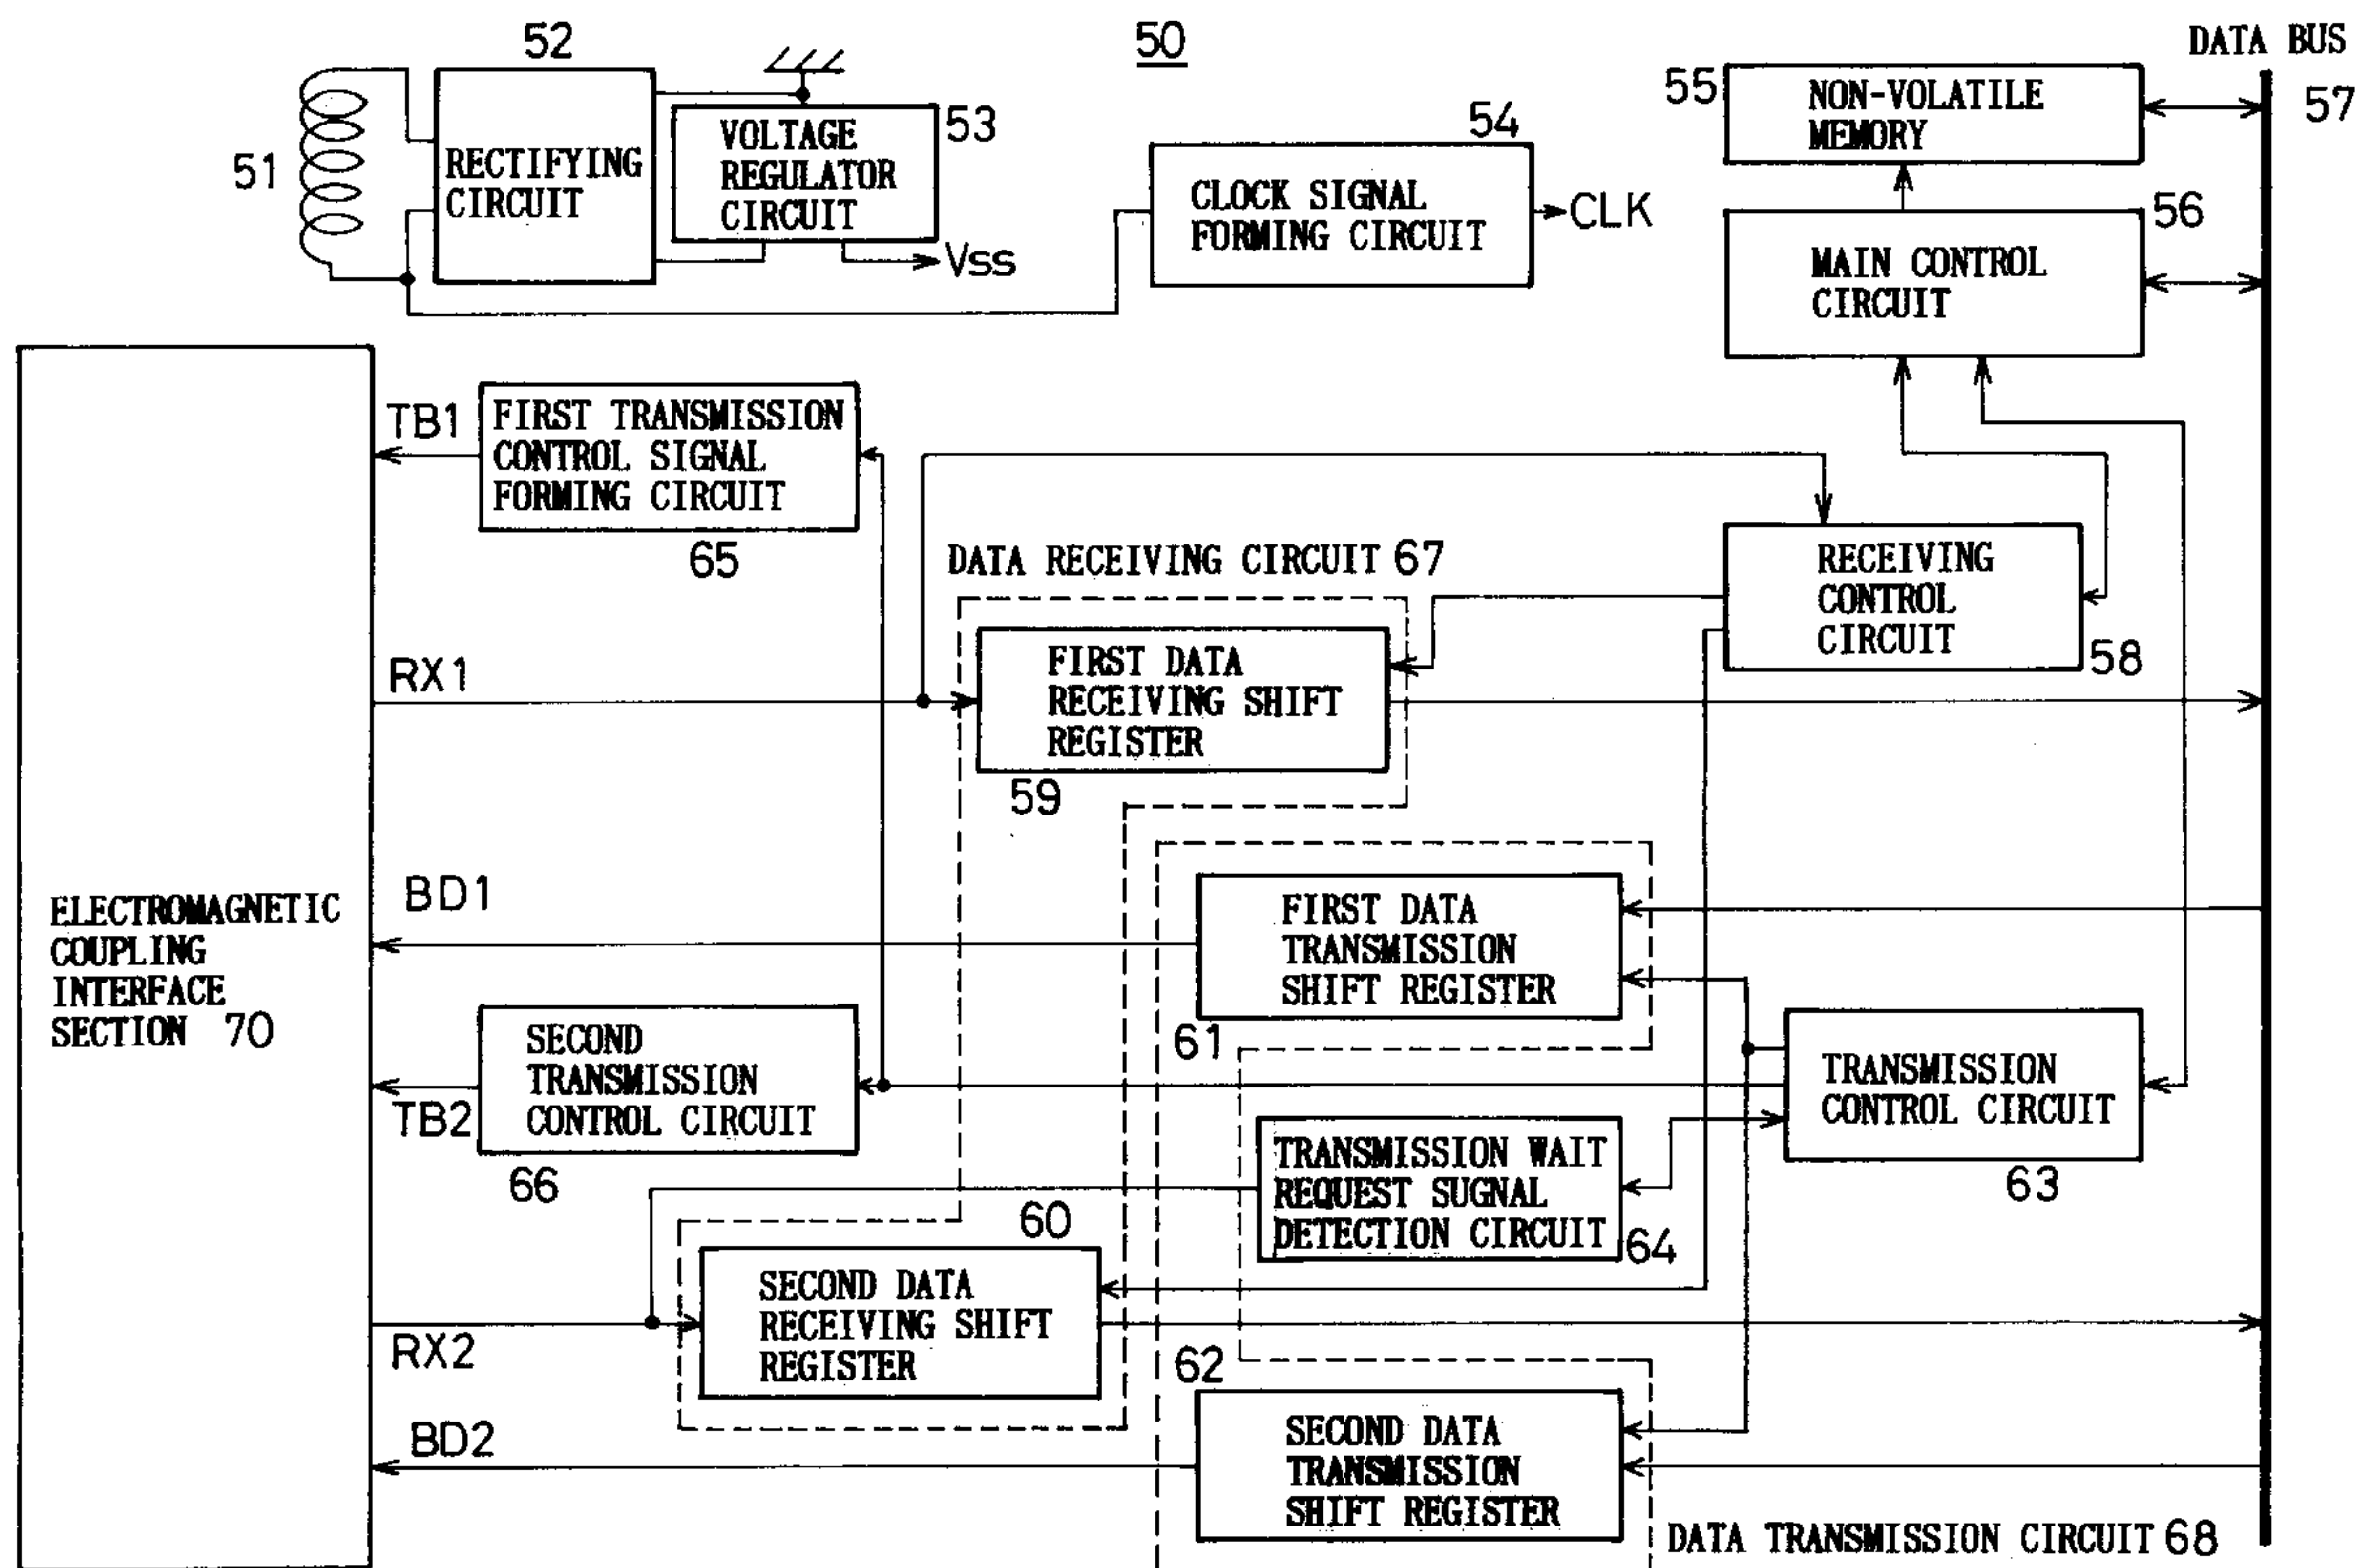 50
DATA BUS
57
51
52
RECTIFYING
CIRCUIT
53
VOLTAGE
REGULATOR
CIRCUIT
Vss
54
CLOCK SIGNAL
FORMING CIRCUIT
CLK
55
NON-VOLATILE
MEMORY
56
MAIN CONTROL
CIRCUIT
TB1
FIRST TRANSMISSION
CONTROL SIGNAL
FORMING CIRCUIT
65
DATA RECEIVING CIRCUIT 67
RECEIVING
CONTROL
CIRCUIT
58
RX1
FIRST DATA
RECEIVING SHIFT
REGISTER
59
ELECTROMAGNETIC
COUPLING
INTERFACE
SECTION 70
BD1
FIRST DATA
TRANSMISSION
SHIFT REGISTER
61
SECOND
TRANSMISSION
CONTROL CIRCUIT
TB2
66
TRANSMISSION
CONTROL CIRCUIT
63
TRANSMISSION WAIT
REQUEST SUGNAL
DETECTION CIRCUIT
64
60
SECOND DATA
RECEIVING SHIFT
REGISTER
RX2
62
BD2
SECOND DATA
TRANSMISSION
SHIFT REGISTER
DATA TRANSMISSION CIRCUIT 68